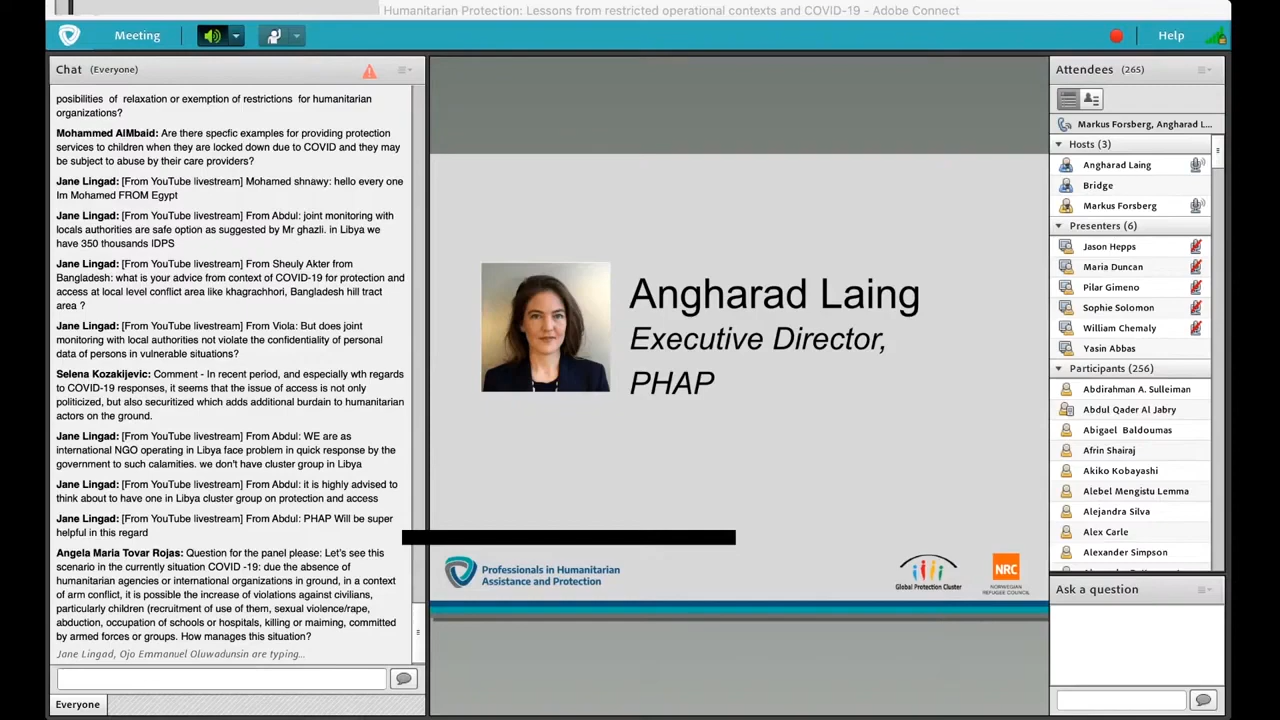 Humanitarian Protection: Lessons from restricted operational contexts and COVID-19 - Adobe Connect
Meeting
Help
Chat (Everyone)
posibilities of relaxation or exemption of restrictions for humanitarian
organizations?
Mohammed AlMbaid: Are there specfic examples for providing protection
services to children when they are locked down due to COVID and they may
be subject to abuse by their care providers?
Jane Lingad: [From YouTube livestream] Mohamed shnawy: hello every one
Im Mohamed FROM Egypt
Jane Lingad: [From YouTube livestream] From Abdul: joint monitoring with
locals authorities are safe option as suggested by Mr ghazli. in Libya we
have 350 thousands IDPS
Jane Lingad: [From YouTube livestream] From Sheuly Akter from
Bangladesh: what is your advice from context of COVID-19 for protection and
access at local level conflict area like khagrachhori, Bangladesh hill tract
area ?
Jane Lingad: [From YouTube livestream] From Viola: But does joint
monitoring with local authorities not violate the confidentiality of personal
data of persons in vulnerable situations?
Selena Kozakijevic: Comment - In recent period, and especially wth regards
to COVID-19 responses, it seems that the issue of access is not only
politicized, but also securitized which adds additional burdain to humanitarian
actors on the ground.
Jane Lingad: [From YouTube livestream] From Abdul: WE are as
international NGO operating in Libya face problem in quick response by the
government to such calamities. we don't have cluster group in Libya
Jane Lingad: [From YouTube livestream] From Abdul: it is highly advised to
think about to have one in Libya cluster group on protection and access
Jane Lingad: [From YouTube livestream] From Abdul: PHAP Will be super
helpful in this regard
Angela Maria Tovar Rojas: Question for the panel please: Let's see this
scenario in the currently situation COVID -19: due the absence of
humanitarian agencies or international organizations in ground, in a context
of arm conflict, it is possible the increase of violations against civilians,
particularly children (recruitment of use of them, sexual violence/rape,
abduction, occupation of schools or hospitals, killing or maiming, committed
by armed forces or groups. How manages this situation?
Jane Lingad, Ojo Emmanuel Oluwadunsin are typing...
Everyone
Angharad Laing
Executive Director,
PHAP
Professionals in Humanitarian
Assistance and Protection
Global Protection Cluster
NRC
NORWEGIAN
REFUGEE COUNCIL
Attendees (265)
Markus Forsberg, Angharad L...
Hosts (3)
Angharad Laing
Bridge
Markus Forsberg
Presenters (6)
Jason Hepps
Maria Duncan
Pilar Gimeno
Sophie Solomon
William Chemaly
Yasin Abbas
Participants (256)
Abdirahman A. Sulleiman
Abdul Qader Al Jabry
Abigael Baldoumas
Afrin Shairaj
Akiko Kobayashi
Alebel Mengistu Lemma
Alejandra Silva
Alex Carle
Alexander Simpson
Ask a question